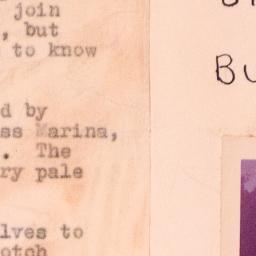 join
, but
to know
d by
ss Marina,
. The
ry pale
lves to
otch
BU